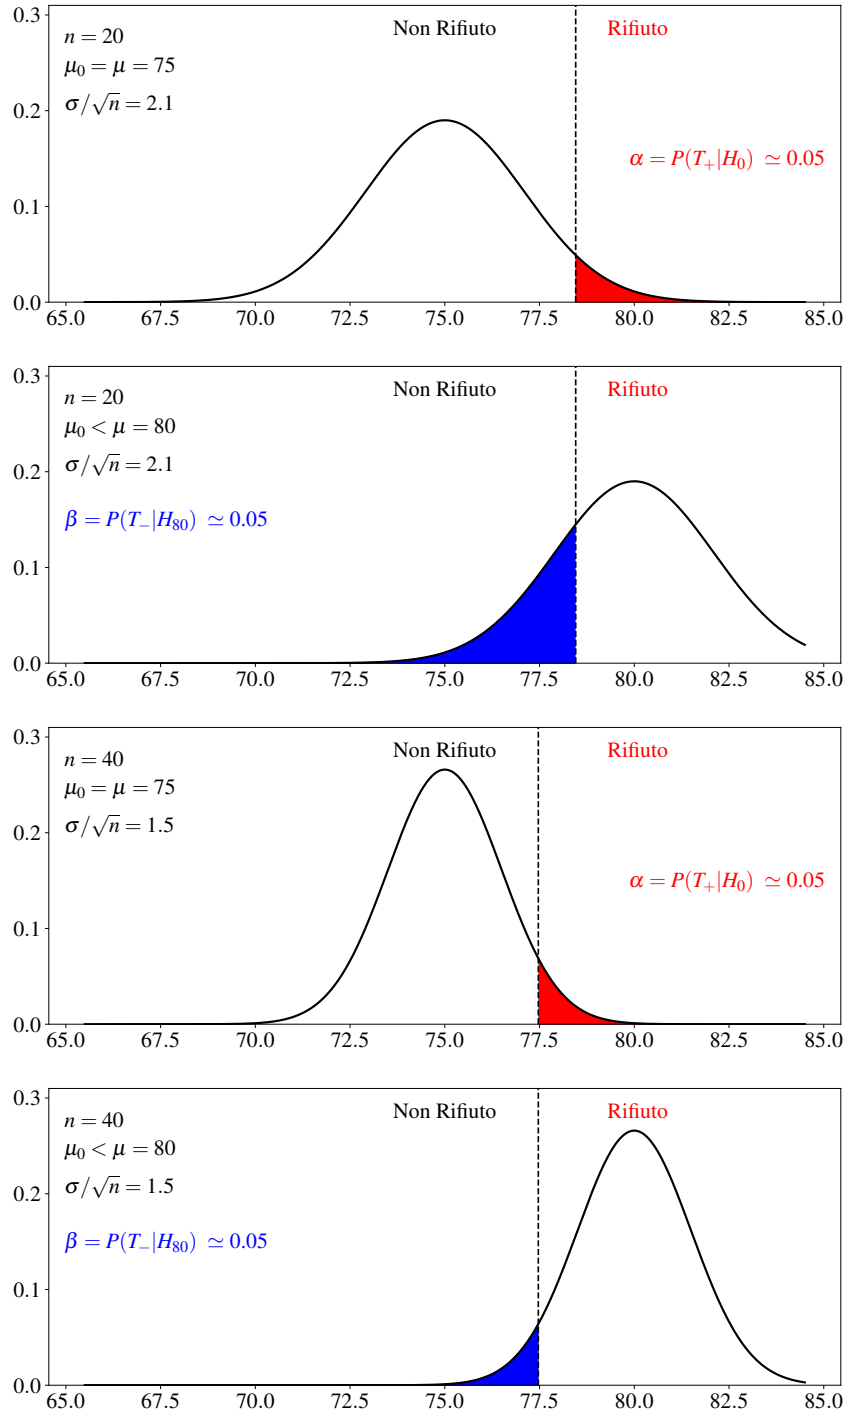 0.3
Non Rifiuto Rifiuto
n = 20
μ₀ = μ = 75
σ/√n = 2.1
0.2
α = P(T₊|H₀) ≃ 0.05
0.1
0.0
65.0 67.5 70.0 72.5 75.0 77.5 80.0 82.5 85.0
0.3
Non Rifiuto Rifiuto
n = 20
μ₀ < μ = 80
σ/√n = 2.1
0.2
β = P(T₋|H₈₀) ≃ 0.05
0.1
0.0
65.0 67.5 70.0 72.5 75.0 77.5 80.0 82.5 85.0
0.3
Non Rifiuto Rifiuto
n = 40
μ₀ = μ = 75
σ/√n = 1.5
0.2
α = P(T₊|H₀) ≃ 0.05
0.1
0.0
65.0 67.5 70.0 72.5 75.0 77.5 80.0 82.5 85.0
0.3
Non Rifiuto Rifiuto
n = 40
μ₀ < μ = 80
σ/√n = 1.5
0.2
β = P(T₋|H₈₀) ≃ 0.05
0.1
0.0
65.0 67.5 70.0 72.5 75.0 77.5 80.0 82.5 85.0